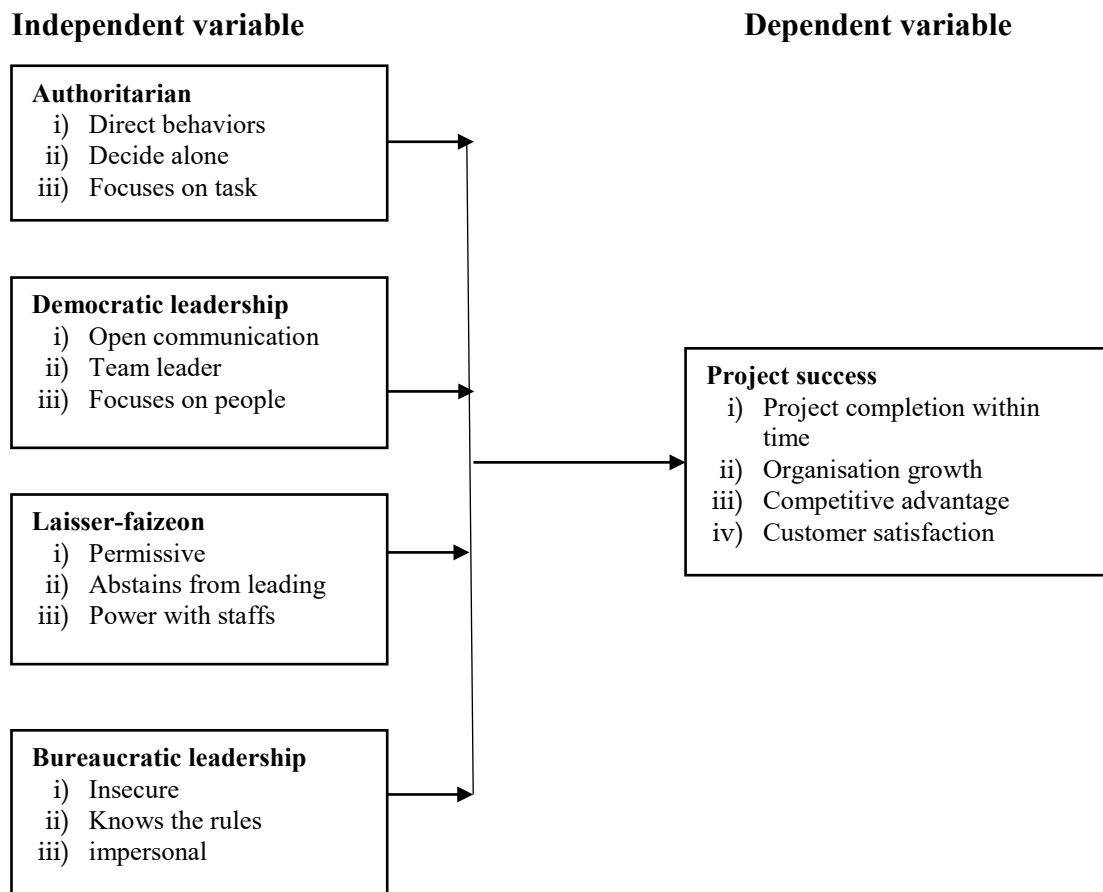 Independent variable
Dependent variable
Authoritarian
i) Direct behaviors
ii) Decide alone
iii) Focuses on task
Democratic leadership
i) Open communication
ii) Team leader
iii) Focuses on people
Project success
i) Project completion within
time
ii) Organisation growth
iii) Competitive advantage
iv) Customer satisfaction
Laisser-faizeon
i) Permissive
ii) Abstains from leading
iii) Power with staffs
Bureaucratic leadership
i) Insecure
ii) Knows the rules
iii) impersonal